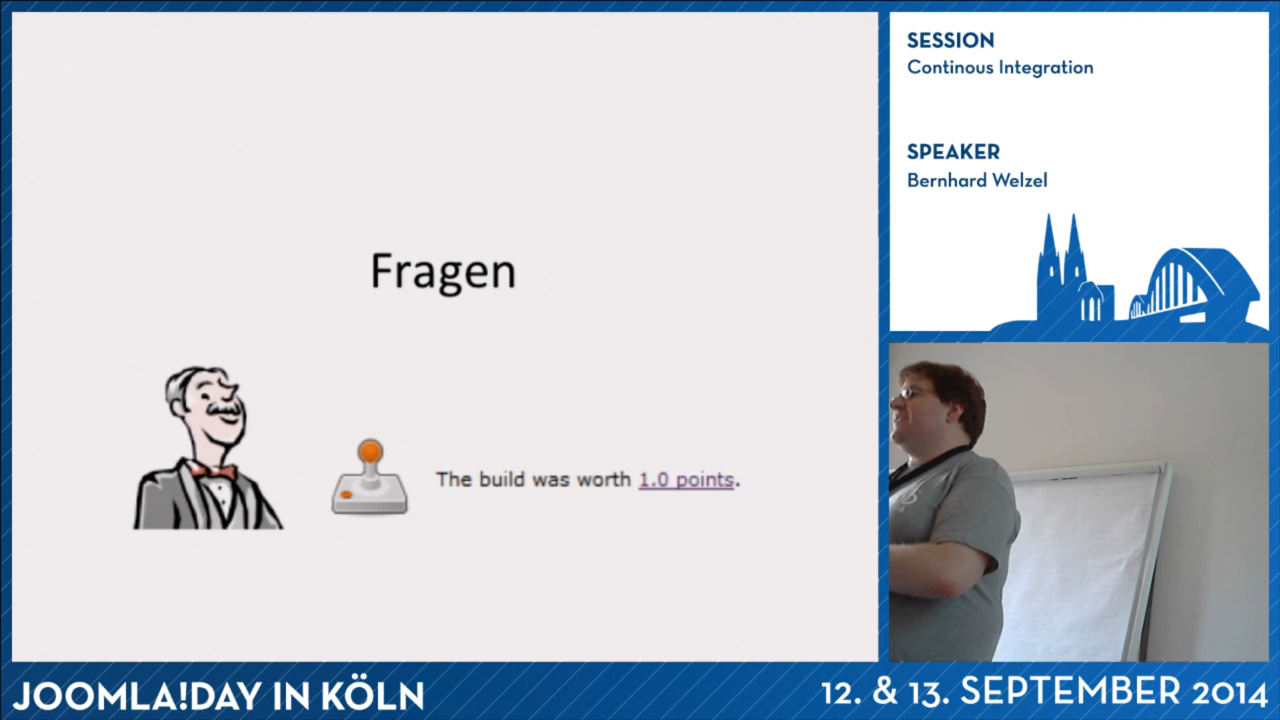 Fragen
The build was worth 1.0 points.
SESSION
Continous Integration
SPEAKER
Bernhard Welzel
JOOMLA!DAY IN KÖLN
12. & 13. SEPTEMBER 2014